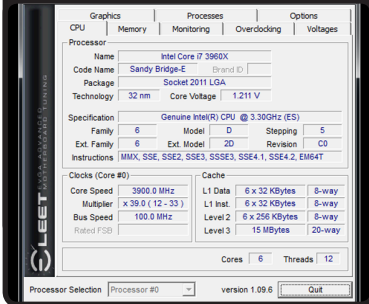 Graphics Processes Options
CPU Memory Monitoring Overclocking Voltages
Processor
Name Intel Core i7 3960X
Code Name Sandy Bridge-E Brand ID
Package Socket 2011 LGA
Technology 32 nm Core Voltage 1.211 V
Specification Genuine Intel(R) CPU @ 3.30GHz (ES)
Family 6 Model D Stepping 5
Ext. Family 6 Ext. Model 2D Revision C0
Instructions MMX, SSE, SSE2, SSE3, SSSE3, SSE4.1, SSE4.2, EM64T
Clocks (Core #0) Cache
Core Speed 3900.0 MHz L1 Data 6 x 32 KBytes 8-way
Multiplier x 39.0 ( 12 - 33 ) L1 Inst. 6 x 32 KBytes 8-way
Bus Speed 100.0 MHz Level 2 6 x 256 KBytes 8-way
Rated FSB Level 3 15 MBytes 20-way
Cores 6 Threads 12
Processor Selection Processor #0 version 1.09.6 Quit
ELEET EVGA ADVANCED
MOTHERBOARD TUNING